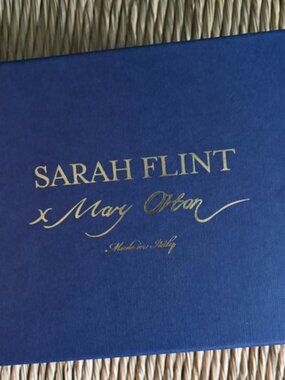 SARAH FLINT
x Mary Orton
Made in Italy